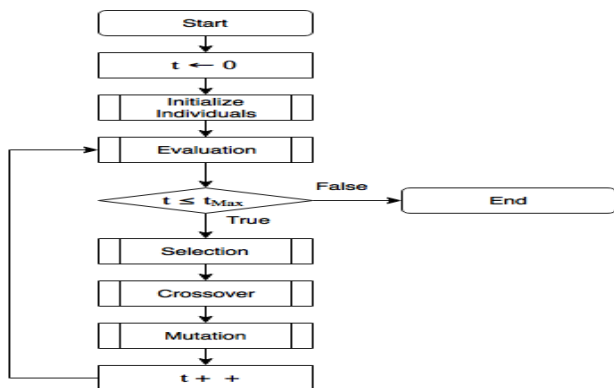 Start
t ← 0
Initialize
Individuals
Evaluation
t ≤ tMax
False
End
True
Selection
Crossover
Mutation
t + +